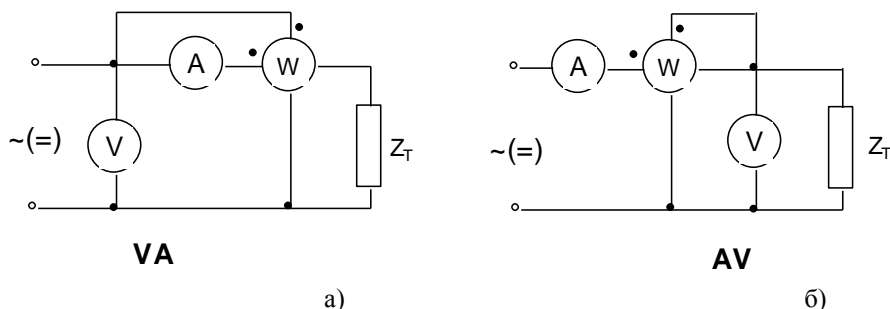 A W
~(=) V Z_T
VA
а)
A W
~(=) V Z_T
AV
б)